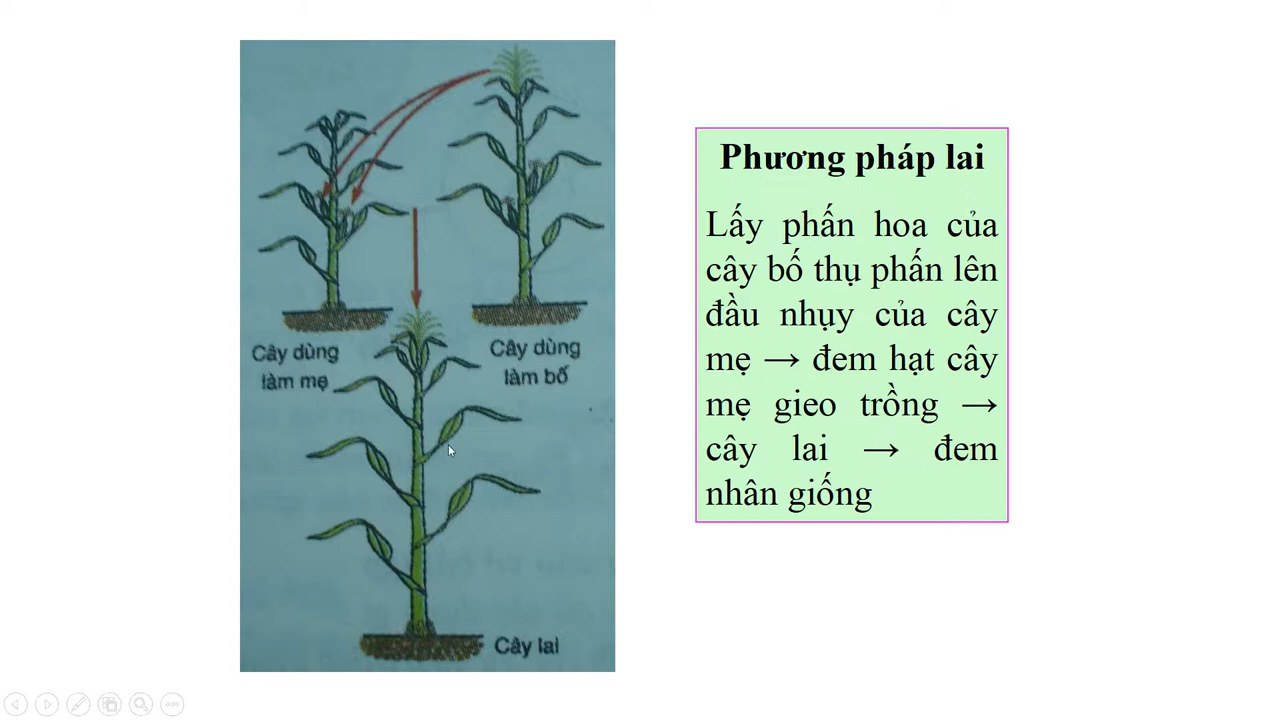 Cây dùng
làm mẹ
Cây dùng
làm bố
Cây lai
Phương pháp lai
Lấy phấn hoa của
cây bố thụ phấn lên
đầu nhụy của cây
mẹ → đem hạt cây
mẹ gieo trồng →
cây lai → đem
nhân giống